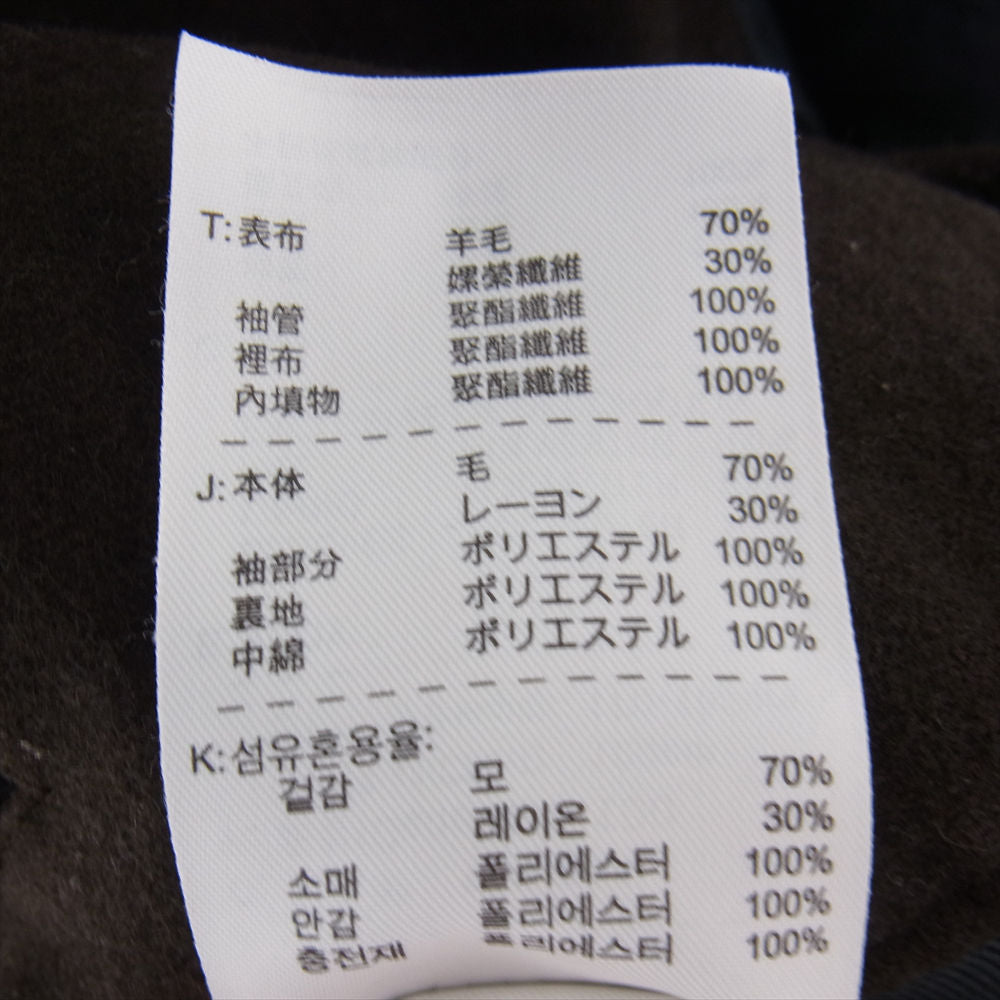 T: 表布 羊毛 70%
嫘縈纖維 30%
袖管 聚酯纖維 100%
裡布 聚酯纖維 100%
內填物 聚酯纖維 100%
J: 本体 毛 70%
レーヨン 30%
袖部分 ポリエステル 100%
裏地 ポリエステル 100%
中綿 ポリエステル 100%
K: 섬유혼용율:
겉감 모 70%
레이온 30%
소매 폴리에스터 100%
안감 폴리에스터 100%
충전재 폴리에스터 100%